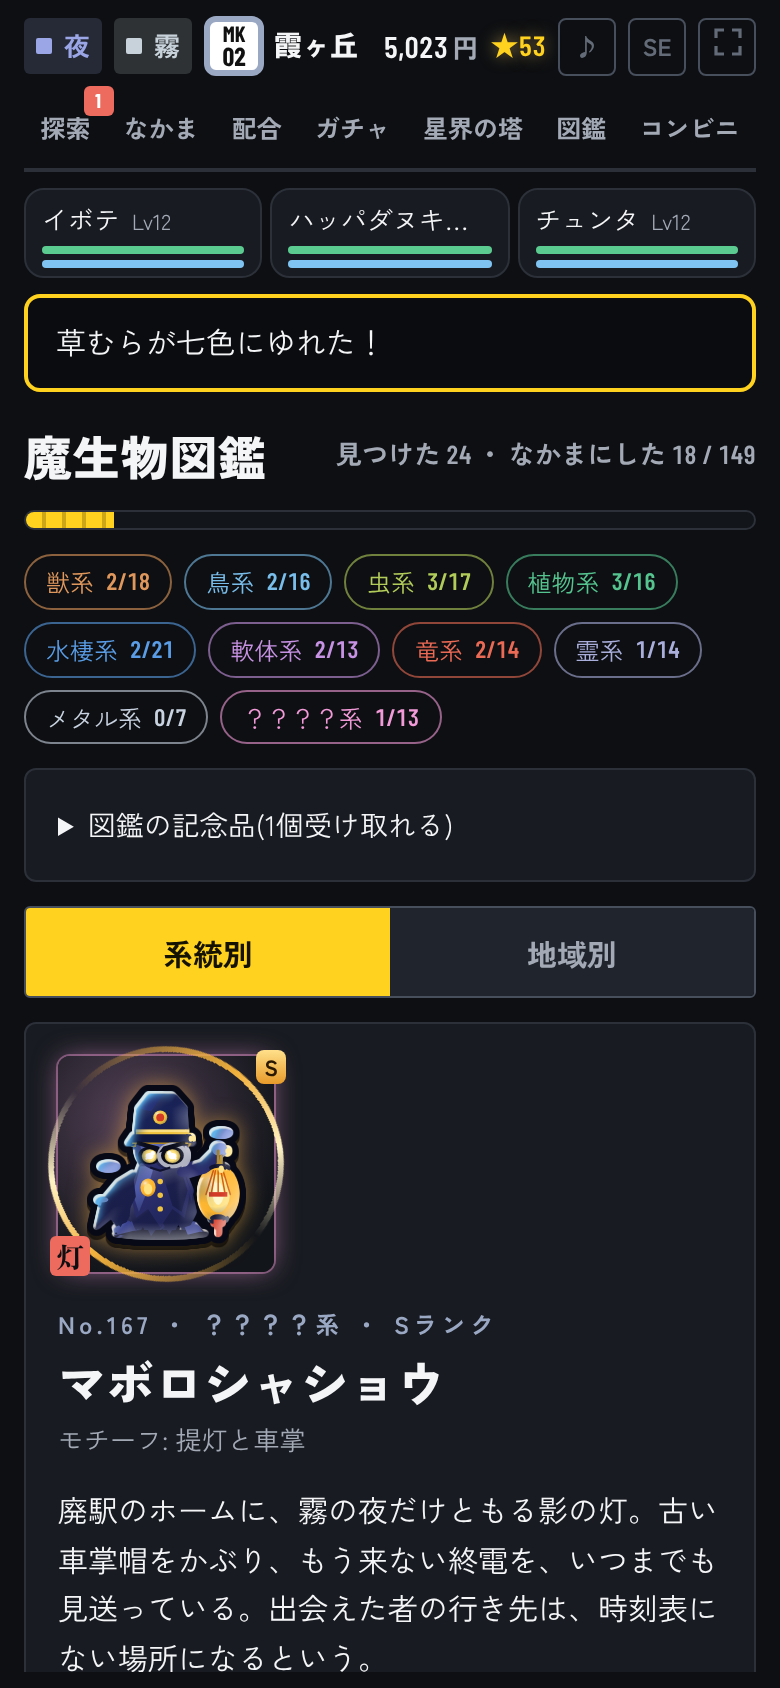 夜 霧 MK 02 霞ヶ丘 5,023 円 ★53 ♪ SE
1
探索 なかま 配合 ガチャ 星界の塔 図鑑 コンビニ
イボテ Lv12 ハッパダヌキ… チュンタ Lv12
草むらが七色にゆれた！
魔生物図鑑 見つけた 24 ・ なかまにした 18 / 149
獣系 2/18 鳥系 2/16 虫系 3/17 植物系 3/16
水棲系 2/21 軟体系 2/13 竜系 2/14 霊系 1/14
メタル系 0/7 ？？？？系 1/13
▶ 図鑑の記念品(1個受け取れる)
系統別 地域別
S
灯
No.167 ・ ？？？？系 ・ Sランク
マボロシャショウ
モチーフ: 提灯と車掌
廃駅のホームに、霧の夜だけともる影の灯。古い
車掌帽をかぶり、もう来ない終電を、いつまでも
見送っている。出会えた者の行き先は、時刻表に
ない場所になるという。